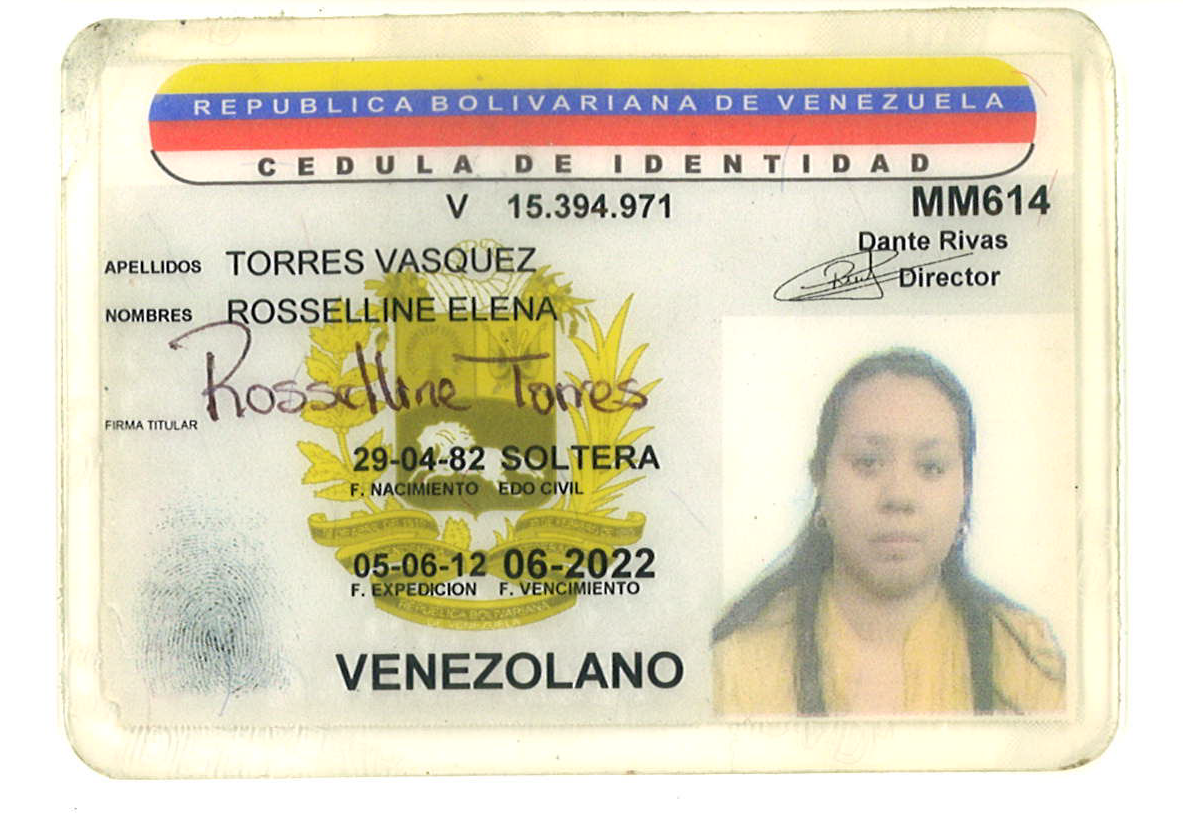 REPUBLICA BOLIVARIANA DE VENEZUELA
CEDULA DE IDENTIDAD
V 15.394.971
MM614
Dante Rivas
Director
APELLIDOS TORRES VASQUEZ
NOMBRES ROSSELLINE ELENA
Rosselline Torres
FIRMA TITULAR
29-04-82 SOLTERA
F. NACIMIENTO EDO CIVIL
05-06-12 06-2022
F. EXPEDICION F. VENCIMIENTO
REPUBLICA BOLIVARIANA
DE VENEZUELA
VENEZOLANO